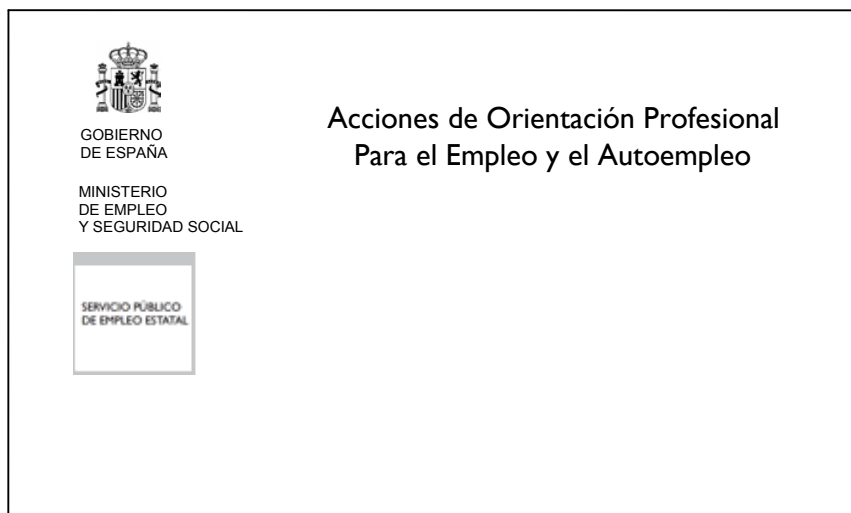 GOBIERNO
DE ESPAÑA
MINISTERIO
DE EMPLEO
Y SEGURIDAD SOCIAL
SERVICIO PÚBLICO
DE EMPLEO ESTATAL
Acciones de Orientación Profesional
Para el Empleo y el Autoempleo